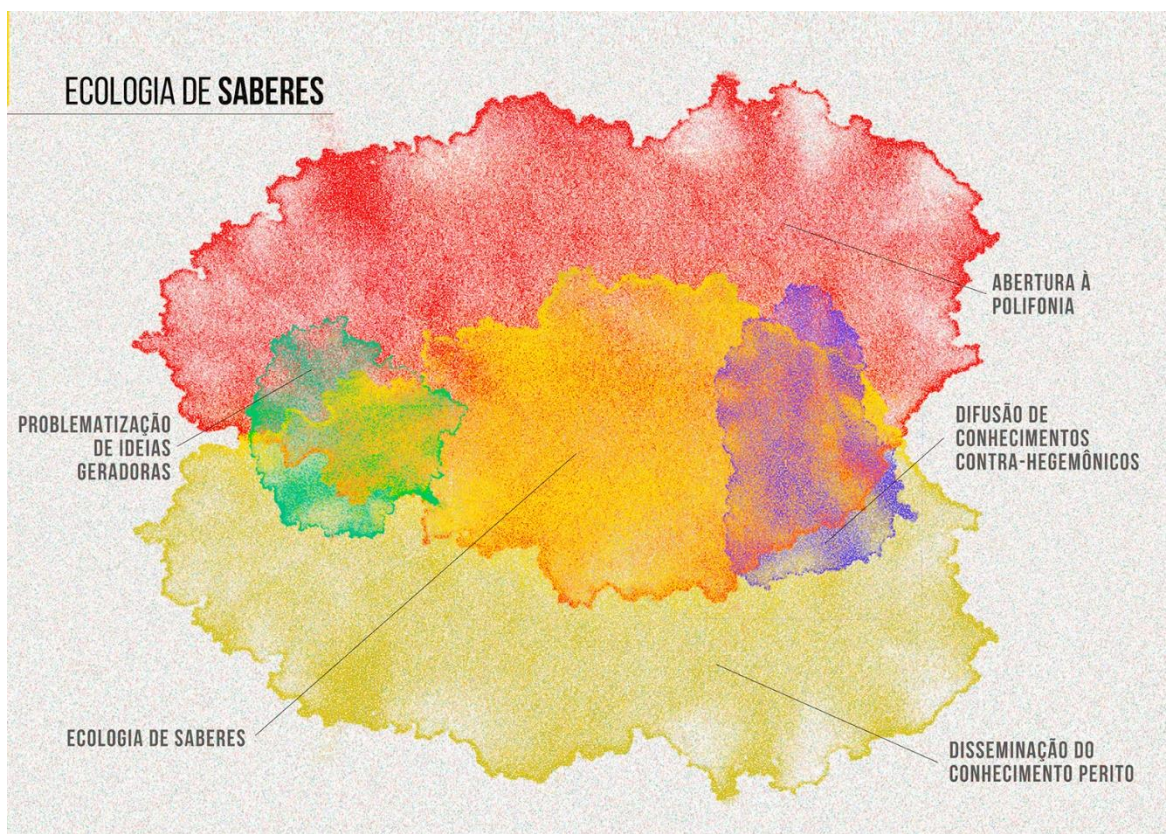 ECOLOGIA DE SABERES
ABERTURA À
POLIFONIA
PROBLEMATIZAÇÃO
DE IDEIAS
GERADORAS
DIFUSÃO DE
CONHECIMENTOS
CONTRA-HEGEMÔNICOS
ECOLOGIA DE SABERES
DISSEMINAÇÃO DO
CONHECIMENTO PERITO